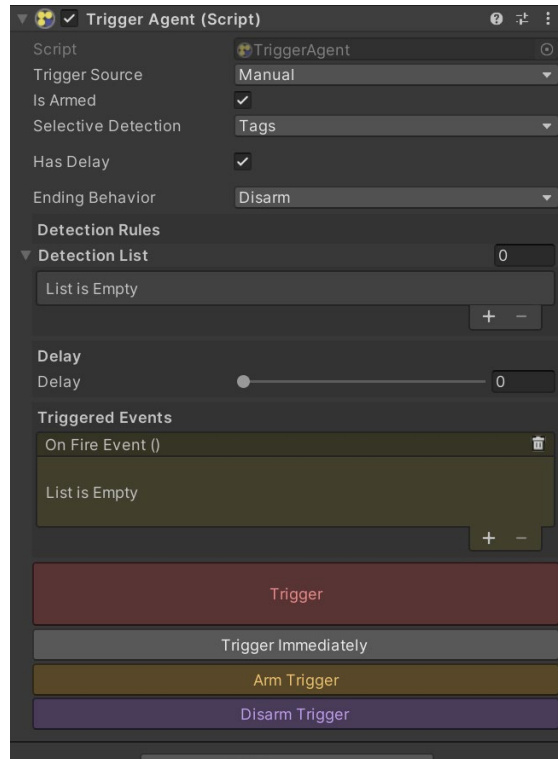 Trigger Agent (Script)
Script TriggerAgent
Trigger Source Manual
Is Armed
Selective Detection Tags
Has Delay
Ending Behavior Disarm
Detection Rules
Detection List 0
List is Empty
+ −
Delay
Delay 0
Triggered Events
On Fire Event ()
List is Empty
+ −
Trigger
Trigger Immediately
Arm Trigger
Disarm Trigger